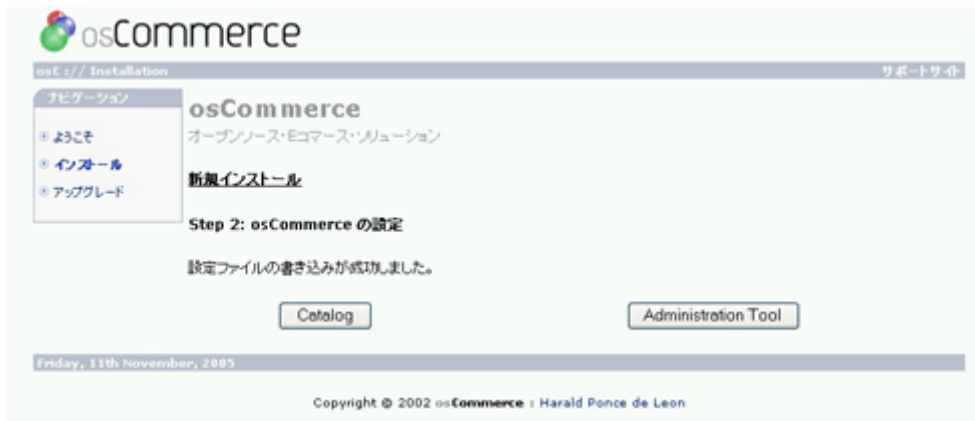 osCommerce
osC :// Installation
サポートサイト
ナビゲーション
ようこそ
インストール
アップグレード
osCommerce
オープンソース・Eコマース・ソリューション
新規インストール
Step 2: osCommerce の設定
設定ファイルの書き込みが成功しました。
Catalog
Administration Tool
Friday, 11th November, 2005
Copyright © 2002 osCommerce : Harald Ponce de Leon